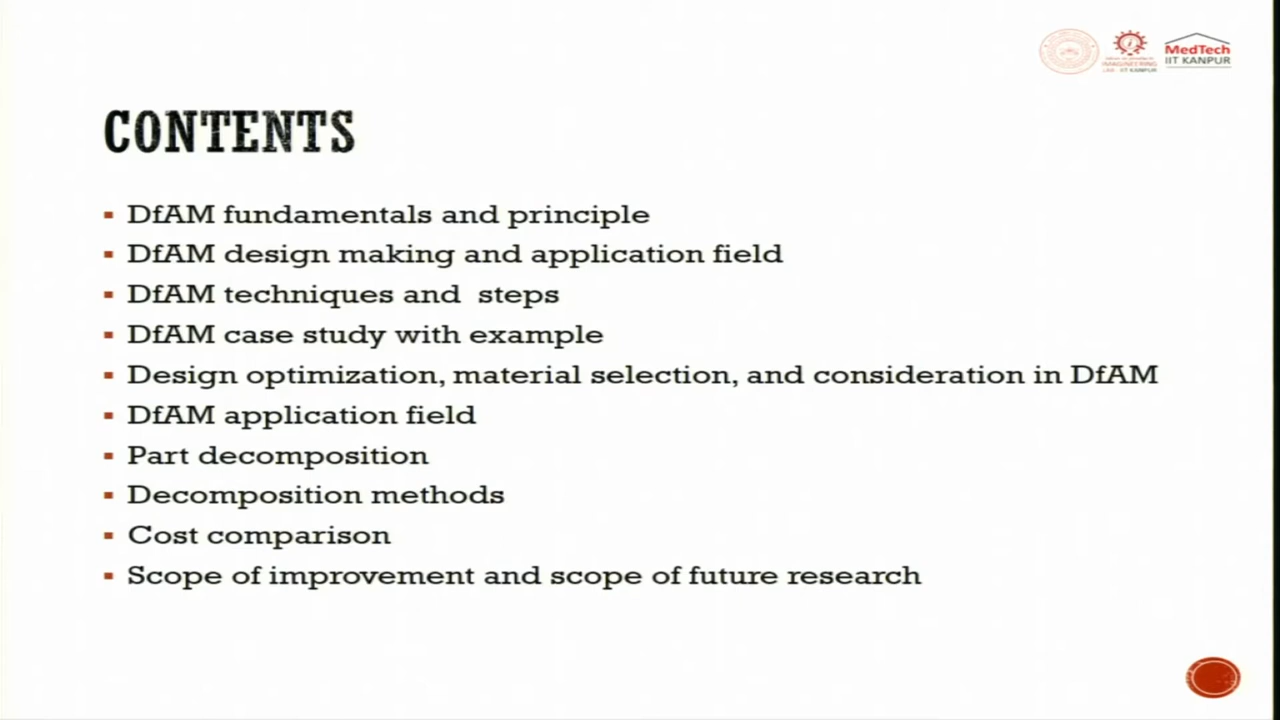 MedTech
IIT KANPUR
CONTENTS
DfAM fundamentals and principle
DfAM design making and application field
DfAM techniques and steps
DfAM case study with example
Design optimization, material selection, and consideration in DfAM
DfAM application field
Part decomposition
Decomposition methods
Cost comparison
Scope of improvement and scope of future research